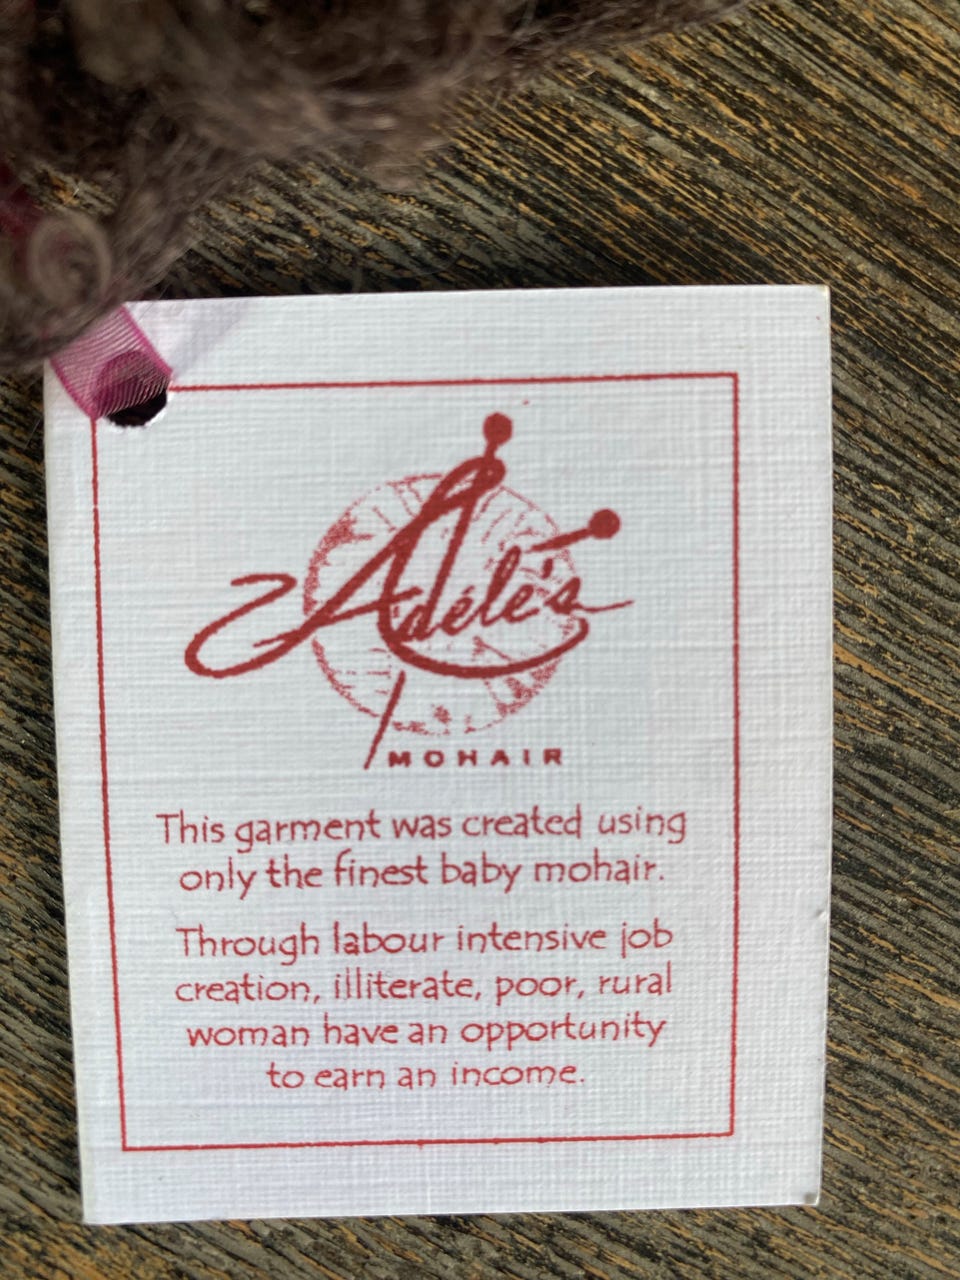 Adéle's
MOHAIR
This garment was created using
only the finest baby mohair.
Through labour intensive job
creation, illiterate, poor, rural
woman have an opportunity
to earn an income.